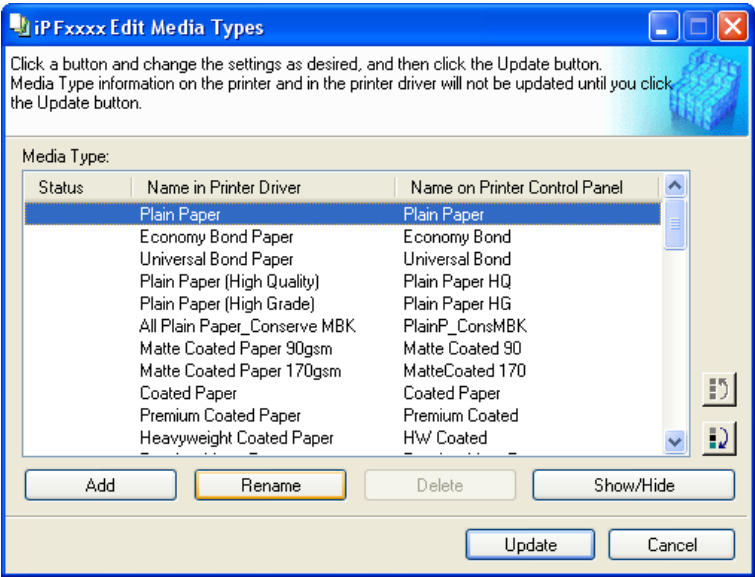 iPFxxxx Edit Media Types
Click a button and change the settings as desired, and then click the Update button.
Media Type information on the printer and in the printer driver will not be updated until you click
the Update button.
Media Type:
Status Name in Printer Driver Name on Printer Control Panel
Plain Paper Plain Paper
Economy Bond Paper Economy Bond
Universal Bond Paper Universal Bond
Plain Paper (High Quality) Plain Paper HQ
Plain Paper (High Grade) Plain Paper HG
All Plain Paper_Conserve MBK PlainP_ConsMBK
Matte Coated Paper 90gsm Matte Coated 90
Matte Coated Paper 170gsm MatteCoated 170
Coated Paper Coated Paper
Premium Coated Paper Premium Coated
Heavyweight Coated Paper HW Coated
Add Rename Delete Show/Hide
Update Cancel